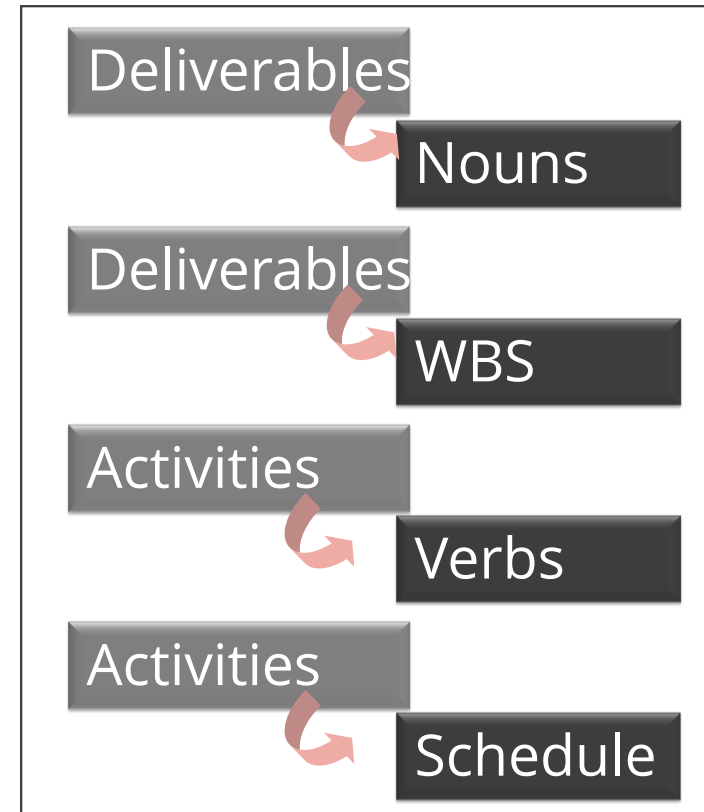 Deliverables
Nouns
Deliverables
WBS
Activities
Verbs
Activities
Schedule